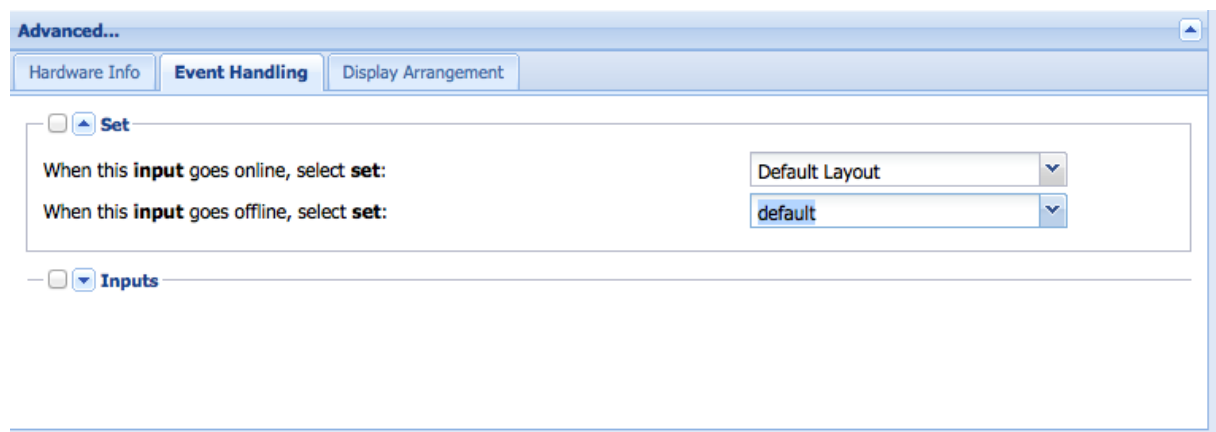 Advanced...
Hardware Info Event Handling Display Arrangement
Set
When this input goes online, select set: Default Layout
When this input goes offline, select set: default
Inputs